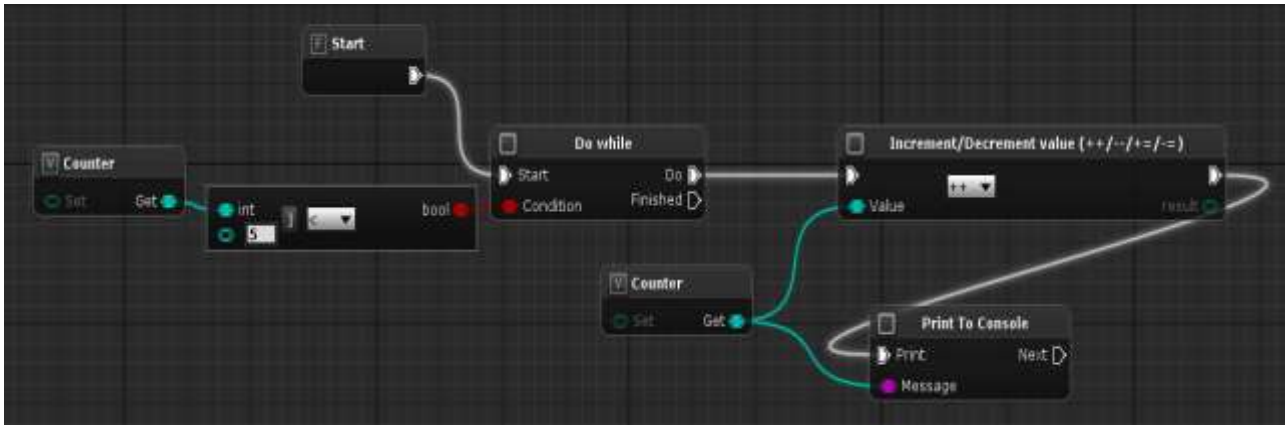 Start
Counter
Set
Get
int
5
<
bool
Do while
Start
Do
Condition
Finished
Increment/Decrement value (++/--/+=/-=)
++
Value
result
Counter
Set
Get
Print To Console
Print
Next
Message